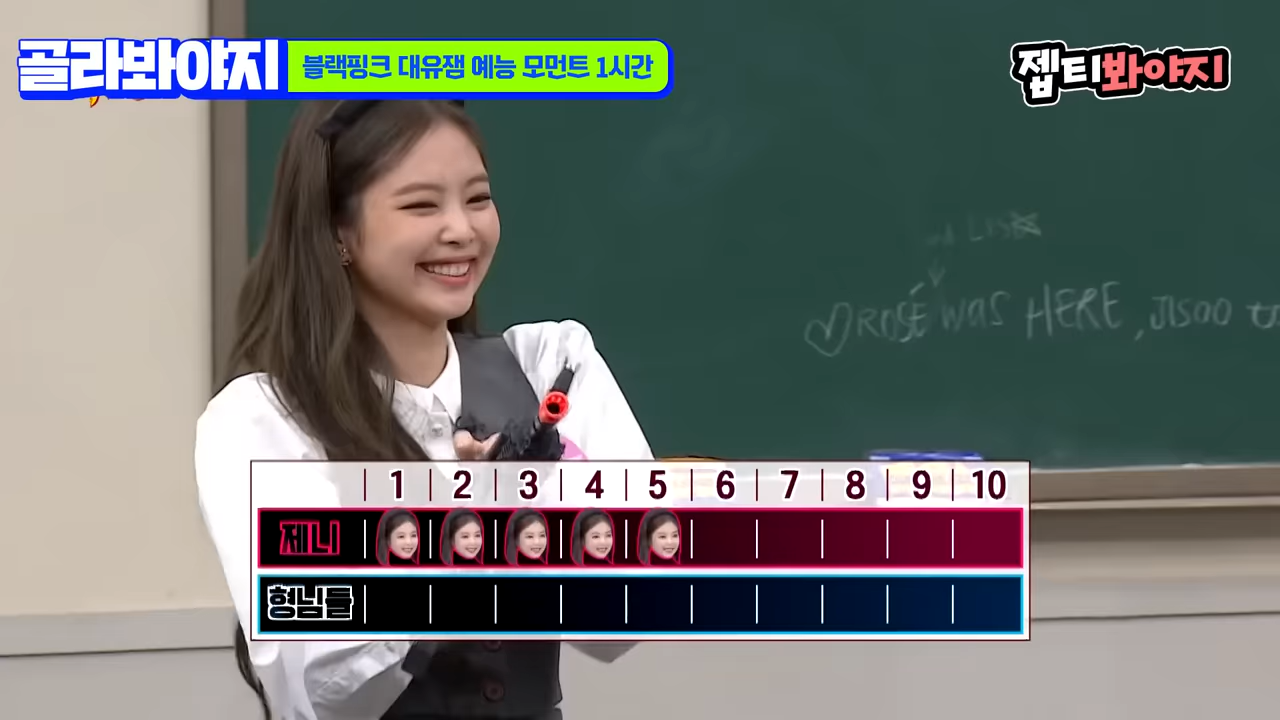 골라봐야지
블랙핑크 대유잼 예능 모먼트 1시간
젭티봐야지
LISA
♡ROSÉ WAS HERE, JISOO
1 2 3 4 5 6 7 8 9 10
제니
형님들